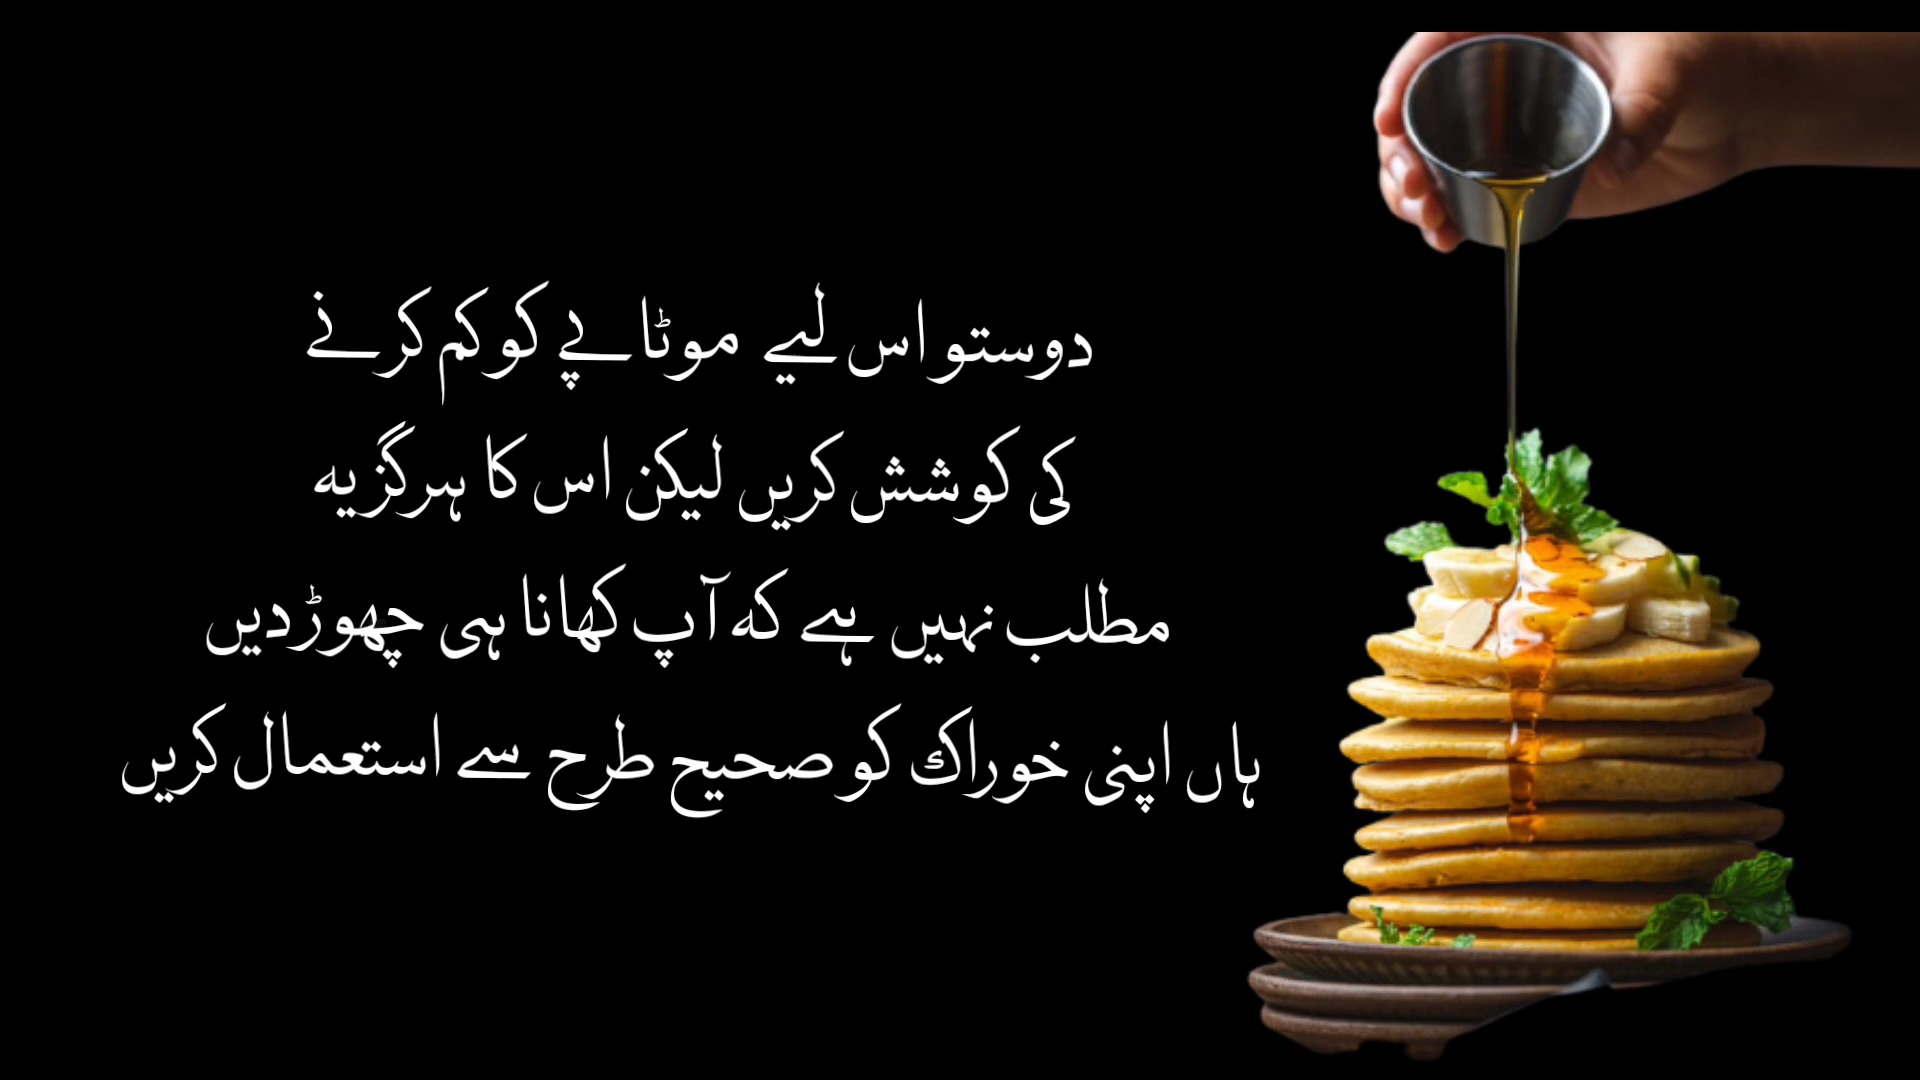 دوستو اس لیے موٹاپے کو کم کرنے
کی کوشش کریں لیکن اس کا ہرگز یہ
مطلب نہیں ہے کہ آپ کھانا ہی چھوڑ دیں
ہاں اپنی خوراک کو صحیح طرح سے استعمال کریں